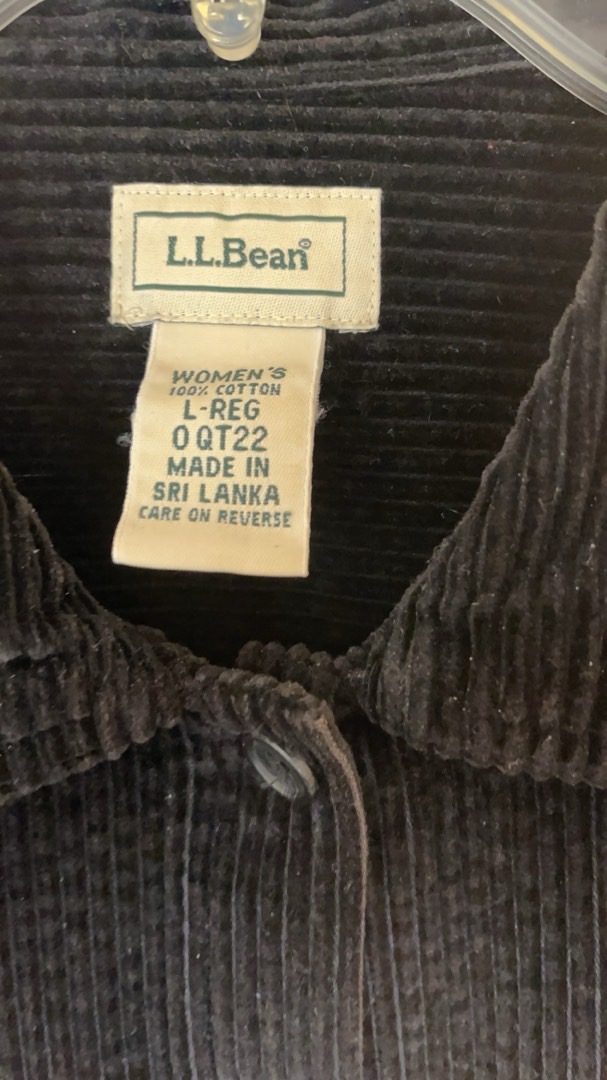 L.L.Bean®
WOMEN'S
100% COTTON
L-REG
0QT22
MADE IN
SRI LANKA
CARE ON REVERSE